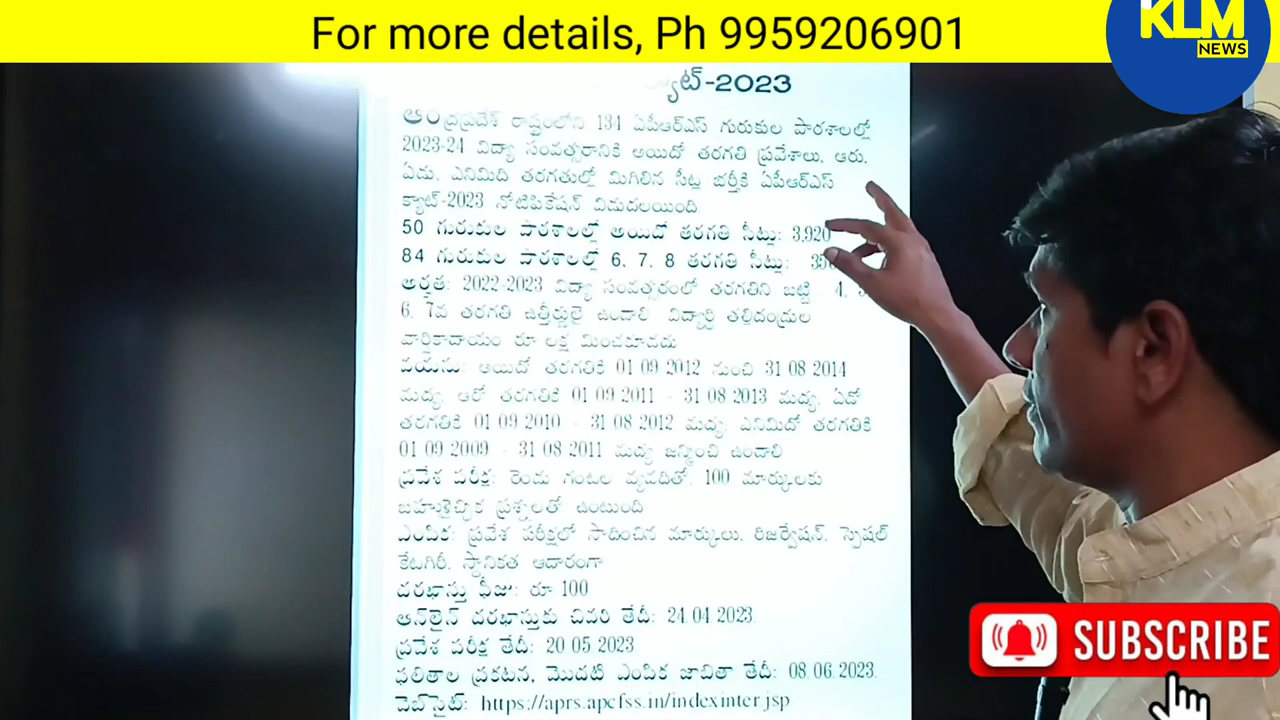 For more details, Ph 9959206901
KLM
NEWS
క్యాట్-2023
ఆంధ్రప్రదేశ్ రాష్ట్రంలోని 134 ఏపీఆర్ఎస్ గురుకుల పాఠశాలల్లో
2023-24 విద్యా సంవత్సరానికి అయిదో తరగతి ప్రవేశాలు, ఆరు,
ఏడు, ఎనిమిది తరగతుల్లో మిగిలిన సీట్ల భర్తీకి ఏపీఆర్ఎస్
క్యాట్-2023 నోటిఫికేషన్ విడుదలయింది
50 గురుకుల పాఠశాలల్లో అయిదో తరగతి సీట్లు: 3,920
84 గురుకుల పాఠశాలల్లో 6, 7, 8 తరగతి సీట్లు:
అర్హత: 2022-2023 విద్యా సంవత్సరంలో తరగతిని బట్టి 4,
6, 7వ తరగతి ఉత్తీర్ణులై ఉండాలి విద్యార్థి తల్లిదండ్రుల
వార్షికాదాయం రూ లక్ష మించకూడదు
వయసు: అయిదో తరగతికి 01.09.2012 నుంచి 31.08.2014
మధ్య, ఆరో తరగతికి 01.09.2011 - 31.08.2013 మధ్య, ఏడో
తరగతికి 01.09.2010 - 31.08.2012 మధ్య, ఎనిమిదో తరగతికి
01.09.2009 - 31.08.2011 మధ్య జన్మించి ఉండాలి
ప్రవేశ పరీక్ష: రెండు గంటల వ్యవధితో, 100 మార్కులకు
బహుళైచ్ఛిక ప్రశ్నలతో ఉంటుంది
ఎంపిక: ప్రవేశ పరీక్షలో సాధించిన మార్కులు, రిజర్వేషన్, స్పెషల్
కేటగిరీ, స్థానికత ఆధారంగా
దరఖాస్తు ఫీజు: రూ 100
ఆన్‌లైన్ దరఖాస్తుకు చివరి తేదీ: 24.04.2023.
ప్రవేశ పరీక్ష తేదీ: 20.05.2023
ఫలితాల ప్రకటన, మొదటి ఎంపిక జాబితా తేదీ: 08.06.2023.
వెబ్‌సైట్: https://aprs.apcfss.in/indexinter.jsp
SUBSCRIBE